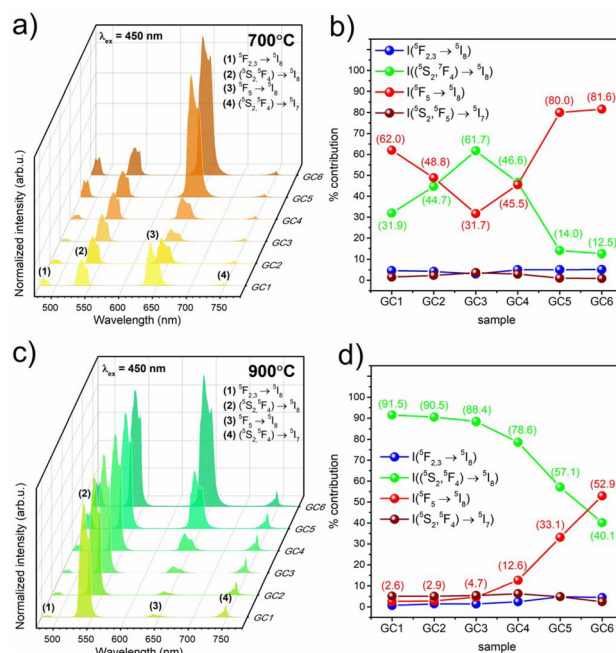 a)
λex = 450 nm
700°C
(1) ⁵F₂,₃ → ⁵I₈
(2) (⁵S₂, ⁵F₄) → ⁵I₈
(3) ⁵F₅ → ⁵I₈
(4) (⁵S₂, ⁵F₄) → ⁵I₇
Normalized intensity (arb.u.)
(1)
(2)
(3)
(4)
GC6
GC5
GC4
GC3
GC2
GC1
500 550 600 650 700 750
Wavelength (nm)
b)
I(⁵F₂,₃ → ⁵I₈)
I((⁵S₂, ⁷F₄) → ⁵I₈)
I(⁵F₅ → ⁵I₈)
I(⁵S₂, ⁵F₅) → ⁵I₇)
% contribution
100
90
80
70
60
50
40
30
20
10
0
(62.0)
(48.8)
(61.7)
(46.6)
(80.0)
(81.6)
(31.9)
(44.7)
(31.7)
(45.5)
(14.0)
(12.5)
GC1 GC2 GC3 GC4 GC5 GC6
sample
c)
λex = 450 nm
900°C
(1) ⁵F₂,₃ → ⁵I₈
(2) (⁵S₂, ⁵F₄) → ⁵I₈
(3) ⁵F₅ → ⁵I₈
(4) (⁵S₂, ⁵F₄) → ⁵I₇
Normalized intensity (arb.u.)
(2)
(1)
(3)
(4)
GC6
GC5
GC4
GC3
GC2
GC1
500 550 600 650 700 750
Wavelength (nm)
d)
(91.5)
(90.5)
(88.4)
(78.6)
(57.1)
(52.9)
I(⁵F₂,₃ → ⁵I₈)
I((⁵S₂, ⁵F₄) → ⁵I₈)
I(⁵F₅ → ⁵I₈)
I(⁵S₂, ⁵F₄) → ⁵I₇)
% contribution
100
90
80
70
60
50
40
30
20
10
0
(2.6)
(2.9)
(4.7)
(12.6)
(33.1)
(40.1)
GC1 GC2 GC3 GC4 GC5 GC6
sample